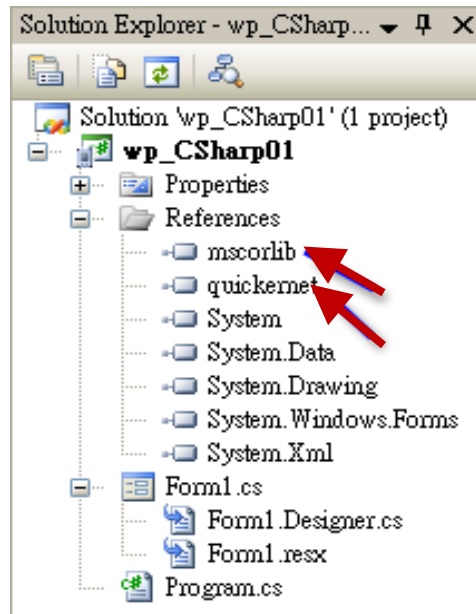 Solution Explorer - wp_CSharp...
Solution 'wp_CSharp01' (1 project)
wp_CSharp01
Properties
References
mscorlib
quickernet
System
System.Data
System.Drawing
System.Windows.Forms
System.Xml
Form1.cs
Form1.Designer.cs
Form1.resx
Program.cs